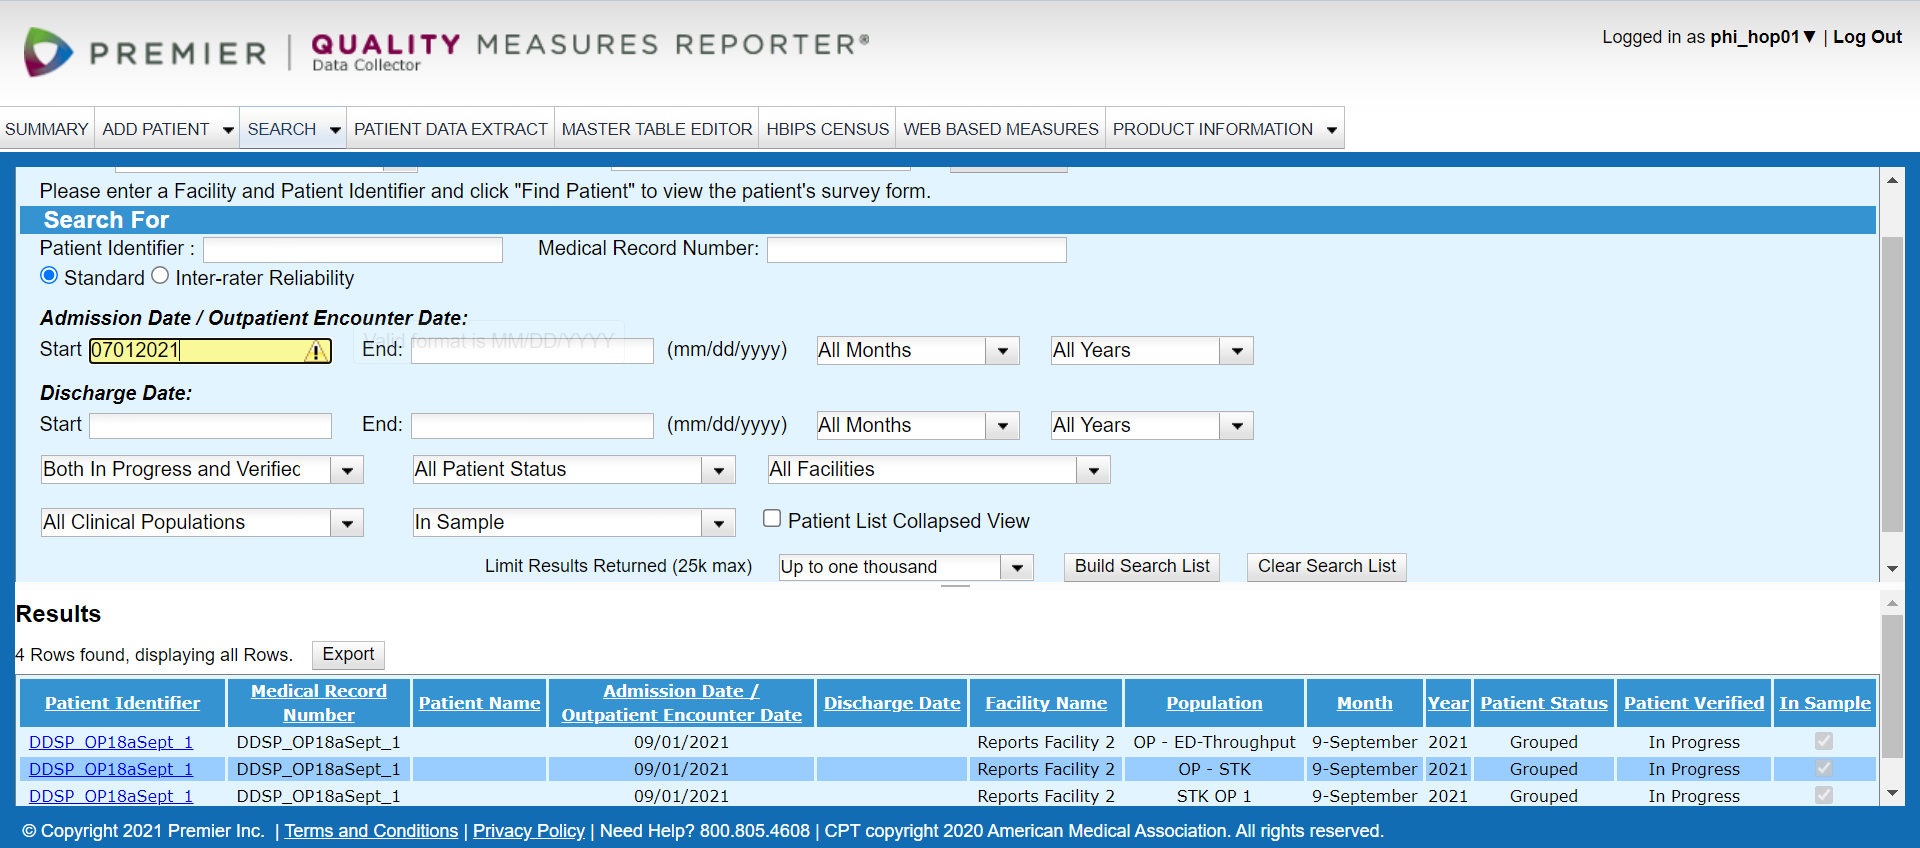 PREMIER | QUALITY MEASURES REPORTER®
Data Collector
Logged in as phi_hop01▼ | Log Out
SUMMARY ADD PATIENT SEARCH PATIENT DATA EXTRACT MASTER TABLE EDITOR HBIPS CENSUS WEB BASED MEASURES PRODUCT INFORMATION
Please enter a Facility and Patient Identifier and click "Find Patient" to view the patient's survey form.
Search For
Patient Identifier : Medical Record Number:
Standard Inter-rater Reliability
Admission Date / Outpatient Encounter Date:
Valid format is MM/DD/YYYY
Start 07012021 End: (mm/dd/yyyy) All Months All Years
Discharge Date:
Start End: (mm/dd/yyyy) All Months All Years
Both In Progress and Verified All Patient Status All Facilities
All Clinical Populations In Sample Patient List Collapsed View
Limit Results Returned (25k max) Up to one thousand Build Search List Clear Search List
Results
4 Rows found, displaying all Rows. Export
Patient Identifier Medical Record Number Patient Name Admission Date / Outpatient Encounter Date Discharge Date Facility Name Population Month Year Patient Status Patient Verified In Sample
DDSP_OP18aSept_1 DDSP_OP18aSept_1 09/01/2021 Reports Facility 2 OP - ED-Throughput 9-September 2021 Grouped In Progress
DDSP_OP18aSept_1 DDSP_OP18aSept_1 09/01/2021 Reports Facility 2 OP - STK 9-September 2021 Grouped In Progress
DDSP_OP18aSept_1 DDSP_OP18aSept_1 09/01/2021 Reports Facility 2 STK OP 1 9-September 2021 Grouped In Progress
© Copyright 2021 Premier Inc. | Terms and Conditions | Privacy Policy | Need Help? 800.805.4608 | CPT copyright 2020 American Medical Association. All rights reserved.